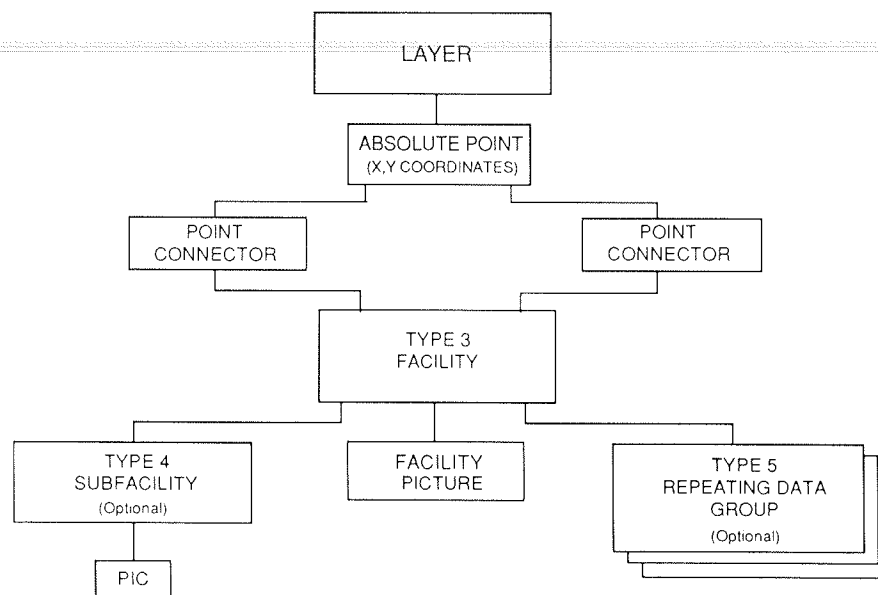 LAYER
ABSOLUTE POINT
(X,Y COORDINATES)
POINT
CONNECTOR
POINT
CONNECTOR
TYPE 3
FACILITY
TYPE 4
SUBFACILITY
(Optional)
FACILITY
PICTURE
TYPE 5
REPEATING DATA
GROUP
(Optional)
PIC